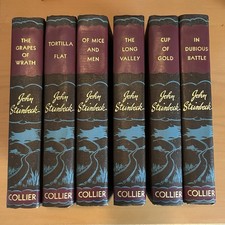 THE
GRAPES
OF
WRATH
John
Steinbeck
COLLIER
TORTILLA
FLAT
John
Steinbeck
COLLIER
OF MICE
AND
MEN
John
Steinbeck
COLLIER
THE
LONG
VALLEY
John
Steinbeck
COLLIER
CUP
OF
GOLD
John
Steinbeck
COLLIER
IN
DUBIOUS
BATTLE
John
Steinbeck
COLLIER